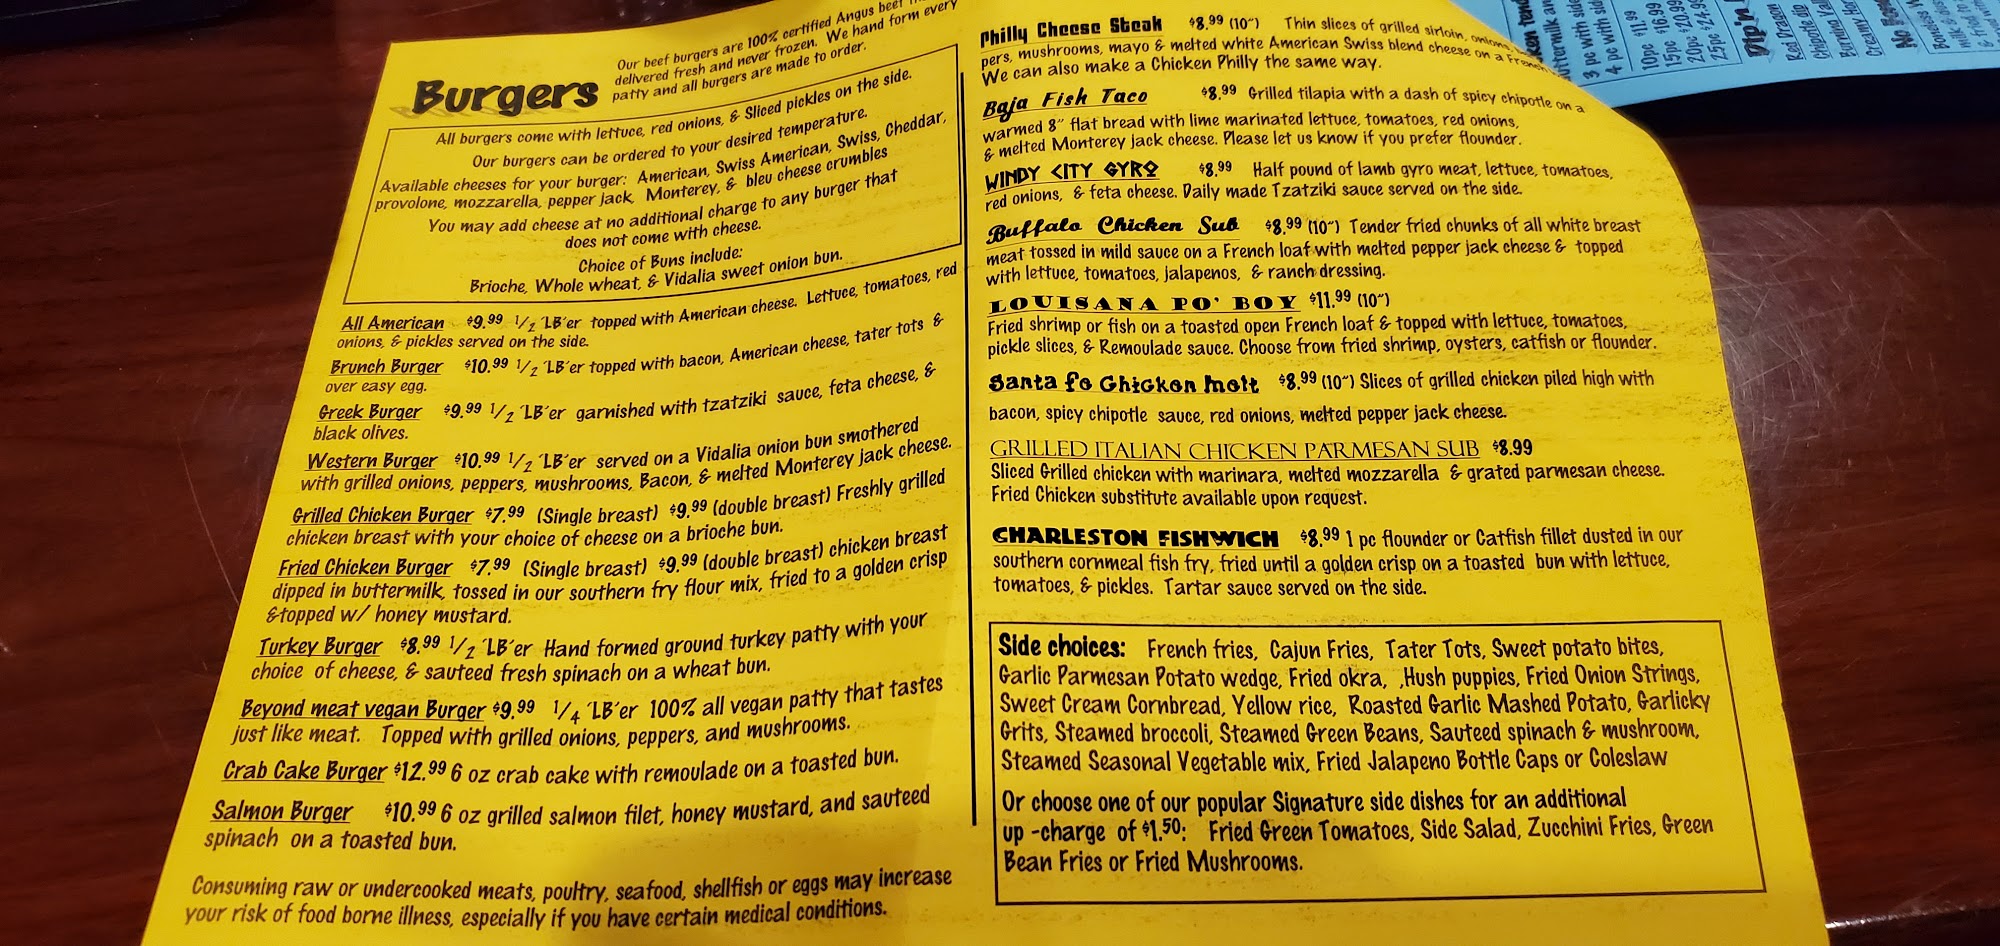 Burgers
Our beef burgers are 100% certified Angus beef
delivered fresh and never frozen. We hand form every
patty and all burgers are made to order.
All burgers come with lettuce, red onions, & Sliced pickles on the side.
Our burgers can be ordered to your desired temperature.
Available cheeses for your burger: American, Swiss American, Swiss, Cheddar,
provolone, mozzarella, pepper jack, Monterey, & bleu cheese crumbles
You may add cheese at no additional charge to any burger that
does not come with cheese.
Choice of Buns include:
Brioche, Whole wheat, & Vidalia sweet onion bun.
All American $9.99 1/2 'LB'er topped with American cheese. Lettuce, tomatoes, red
onions, & pickles served on the side.
Brunch Burger $10.99 1/2 'LB'er topped with bacon, American cheese, tater tots &
over easy egg.
Greek Burger $9.99 1/2 'LB'er garnished with tzatziki sauce, feta cheese, &
black olives.
Western Burger $10.99 1/2 'LB'er served on a Vidalia onion bun smothered
with grilled onions, peppers, mushrooms, Bacon, & melted Monterey jack cheese.
Grilled Chicken Burger $7.99 (Single breast) $9.99 (double breast) Freshly grilled
chicken breast with your choice of cheese on a brioche bun.
Fried Chicken Burger $7.99 (Single breast) $9.99 (double breast) chicken breast
dipped in buttermilk, tossed in our southern fry flour mix, fried to a golden crisp
&topped w/ honey mustard.
Turkey Burger $8.99 1/2 'LB'er Hand formed ground turkey patty with your
choice of cheese, & sauteed fresh spinach on a wheat bun.
Beyond meat vegan Burger $9.99 1/4 'LB'er 100% all vegan patty that tastes
just like meat. Topped with grilled onions, peppers, and mushrooms.
Crab Cake Burger $12.99 6 oz crab cake with remoulade on a toasted bun.
Salmon Burger $10.99 6 oz grilled salmon filet, honey mustard, and sauteed
spinach on a toasted bun.
Consuming raw or undercooked meats, poultry, seafood, shellfish or eggs may increase
your risk of food borne illness, especially if you have certain medical conditions.
Philly Cheese Steak $8.99 (10") Thin slices of grilled sirloin, onions,
pers, mushrooms, mayo & melted white American Swiss blend cheese on a French
We can also make a Chicken Philly the same way.
Baja Fish Taco $8.99 Grilled tilapia with a dash of spicy chipotle on a
warmed 8" flat bread with lime marinated lettuce, tomatoes, red onions,
& melted Monterey jack cheese. Please let us know if you prefer flounder.
WINDY CITY GYRO $8.99 Half pound of lamb gyro meat, lettuce, tomatoes,
red onions, & feta cheese. Daily made Tzatziki sauce served on the side.
Buffalo Chicken Sub $8.99 (10") Tender fried chunks of all white breast
meat tossed in mild sauce on a French loaf with melted pepper jack cheese & topped
with lettuce, tomatoes, jalapenos, & ranch dressing.
LOUISANA PO' BOY $11.99 (10")
Fried shrimp or fish on a toasted open French loaf & topped with lettuce, tomatoes,
pickle slices, & Remoulade sauce. Choose from fried shrimp, oysters, catfish or flounder.
Santa fe Chicken melt $8.99 (10") Slices of grilled chicken piled high with
bacon, spicy chipotle sauce, red onions, melted pepper jack cheese.
GRILLED ITALIAN CHICKEN PARMESAN SUB $8.99
Sliced Grilled chicken with marinara, melted mozzarella & grated parmesan cheese.
Fried Chicken substitute available upon request.
CHARLESTON FISHWICH $8.99 1 pc flounder or Catfish fillet dusted in our
southern cornmeal fish fry, fried until a golden crisp on a toasted bun with lettuce,
tomatoes, & pickles. Tartar sauce served on the side.
Side choices: French fries, Cajun Fries, Tater Tots, Sweet potato bites,
Garlic Parmesan Potato wedge, Fried okra, ,Hush puppies, Fried Onion Strings,
Sweet Cream Cornbread, Yellow rice, Roasted Garlic Mashed Potato, Garlicky
Grits, Steamed broccoli, Steamed Green Beans, Sauteed spinach & mushroom,
Steamed Seasonal Vegetable mix, Fried Jalapeno Bottle Caps or Coleslaw
Or choose one of our popular Signature side dishes for an additional
up -charge of $1.50: Fried Green Tomatoes, Side Salad, Zucchini Fries, Green
Bean Fries or Fried Mushrooms.
3 pc with
4 pc with
10pc $11.99
15pc $16.99
20pc $20.99
25pc $24.99
Dip'n
Red Dragon
Chipotle dip
Burning
Creamy